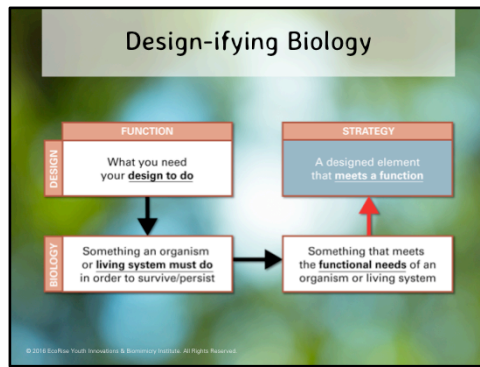 Design-ifying Biology
FUNCTION
STRATEGY
DESIGN
What you need
your design to do
A designed element
that meets a function
BIOLOGY
Something an organism
or living system must do
in order to survive/persist
Something that meets
the functional needs of an
organism or living system
© 2016 EcoRise Youth Innovations & Biomimicry Institute. All Rights Reserved.